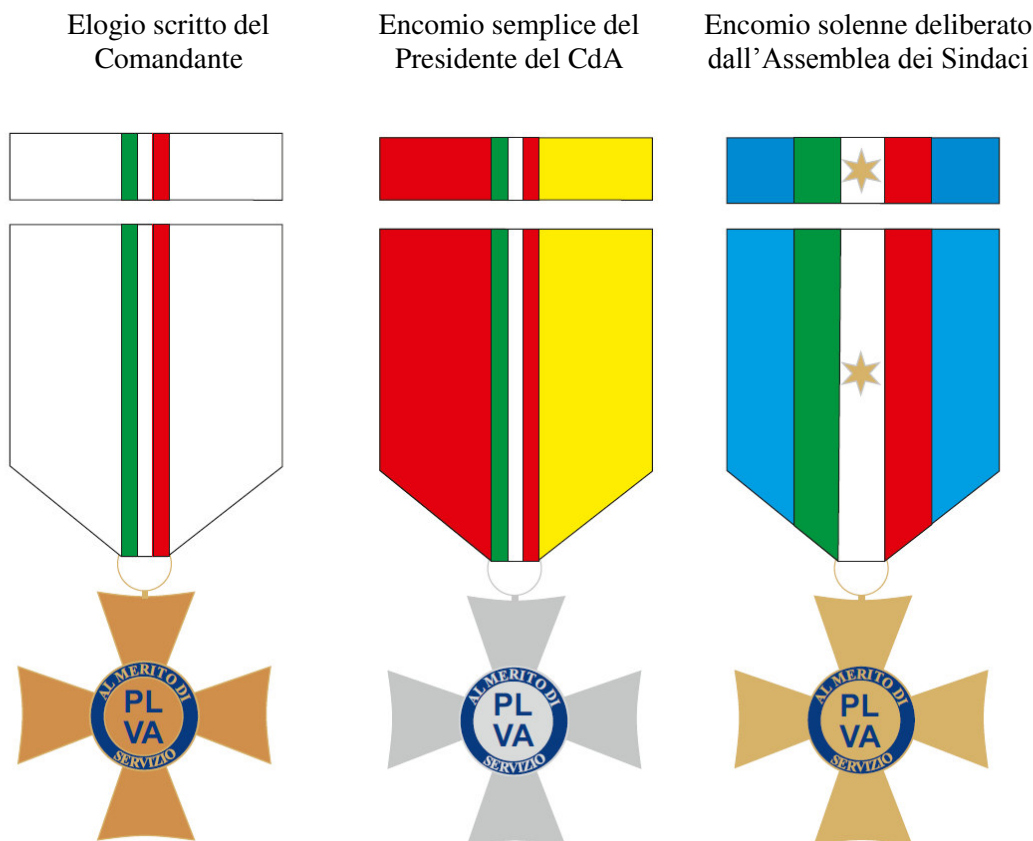 Elogio scritto del
Comandante
Encomio semplice del
Presidente del CdA
Encomio solenne deliberato
dall’Assemblea dei Sindaci
AL MERITO DI
PL
VA
SERVIZIO
AL MERITO DI
PL
VA
SERVIZIO
AL MERITO DI
PL
VA
SERVIZIO